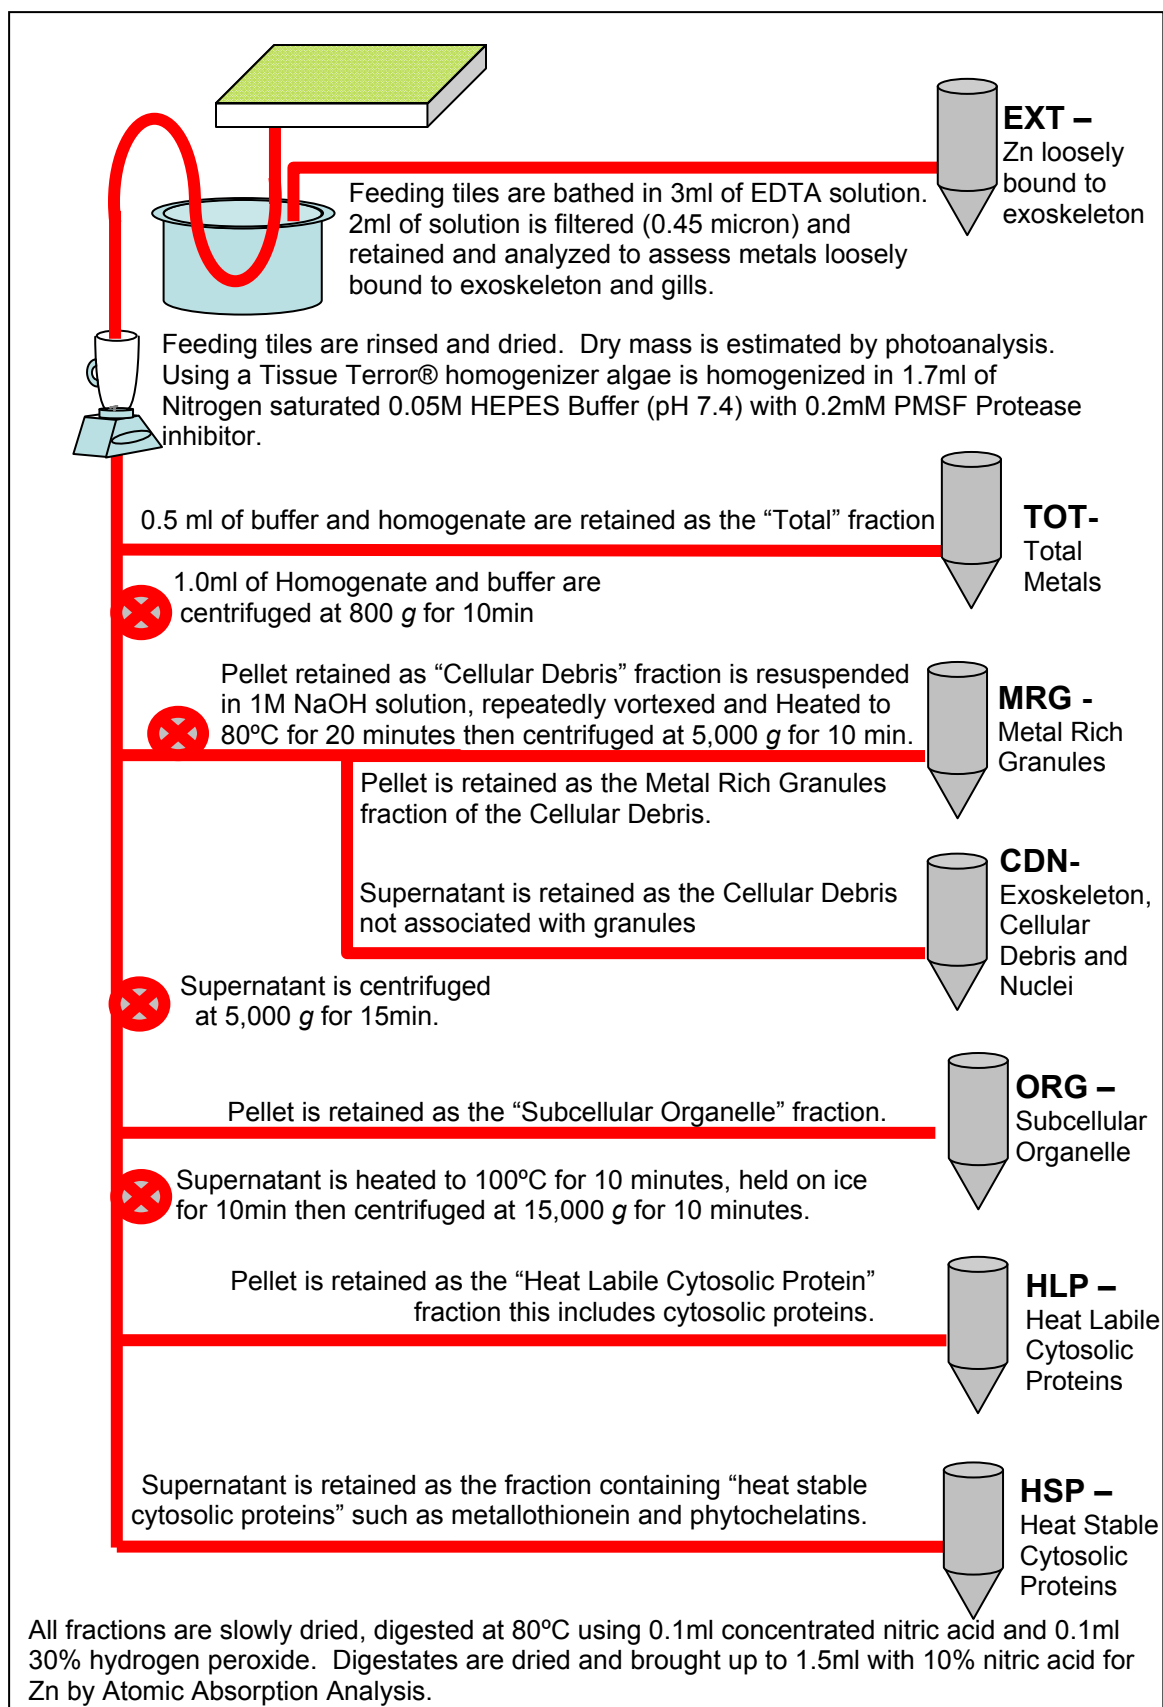 EXT –
Zn loosely
bound to
exoskeleton
Feeding tiles are bathed in 3ml of EDTA solution.
2ml of solution is filtered (0.45 micron) and
retained and analyzed to assess metals loosely
bound to exoskeleton and gills.
Feeding tiles are rinsed and dried.  Dry mass is estimated by photoanalysis.
Using a Tissue Terror® homogenizer algae is homogenized in 1.7ml of
Nitrogen saturated 0.05M HEPES Buffer (pH 7.4) with 0.2mM PMSF Protease
inhibitor.
0.5 ml of buffer and homogenate are retained as the “Total” fraction
TOT-
Total
Metals
1.0ml of Homogenate and buffer are
centrifuged at 800 g for 10min
Pellet retained as “Cellular Debris” fraction is resuspended
in 1M NaOH solution, repeatedly vortexed and Heated to
80ºC for 20 minutes then centrifuged at 5,000 g for 10 min.
MRG -
Metal Rich
Granules
Pellet is retained as the Metal Rich Granules
fraction of the Cellular Debris.
Supernatant is retained as the Cellular Debris
not associated with granules
CDN-
Exoskeleton,
Cellular
Debris and
Nuclei
Supernatant is centrifuged
at 5,000 g for 15min.
Pellet is retained as the “Subcellular Organelle” fraction.
ORG –
Subcellular
Organelle
Supernatant is heated to 100ºC for 10 minutes, held on ice
for 10min then centrifuged at 15,000 g for 10 minutes.
Pellet is retained as the “Heat Labile Cytosolic Protein”
fraction this includes cytosolic proteins.
HLP –
Heat Labile
Cytosolic
Proteins
Supernatant is retained as the fraction containing “heat stable
cytosolic proteins” such as metallothionein and phytochelatins.
HSP –
Heat Stable
Cytosolic
Proteins
All fractions are slowly dried, digested at 80ºC using 0.1ml concentrated nitric acid and 0.1ml
30% hydrogen peroxide.  Digestates are dried and brought up to 1.5ml with 10% nitric acid for
Zn by Atomic Absorption Analysis.